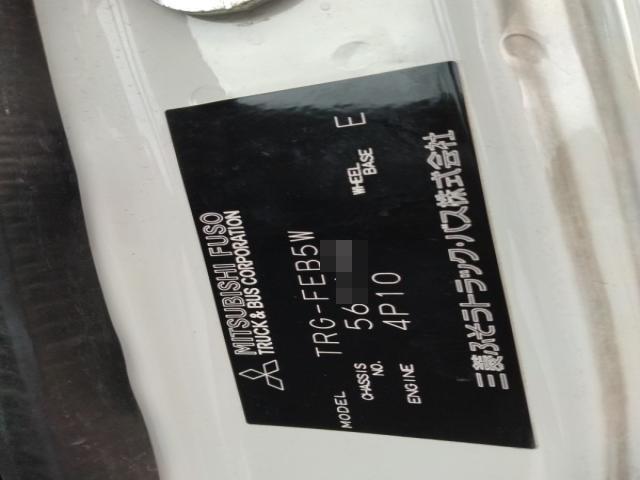 MITSUBISHI FUSO
TRUCK & BUS CORPORATION
MODEL TRG-FEB5W
CHASSIS NO. 56
WHEEL BASE E
ENGINE 4P10
三菱ふそうトラック・バス株式会社